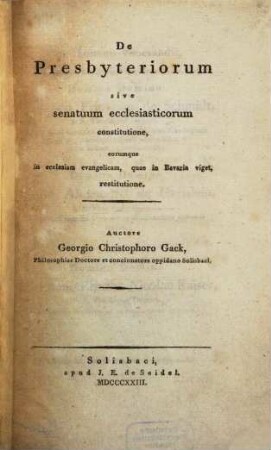 De
Presbyteriorum
sive
senatuum ecclesiasticorum
constitutione,
eorumque
in ecclesiam evangelicam, quae in Bavaria viget,
restitutione.
Auctore
Georgio Christophoro Gack,
Philosophiae Doctore et concionatore oppidano Solisbaci.
Solisbaci,
apud J. E. de Seidel.
MDCCCXXIII.